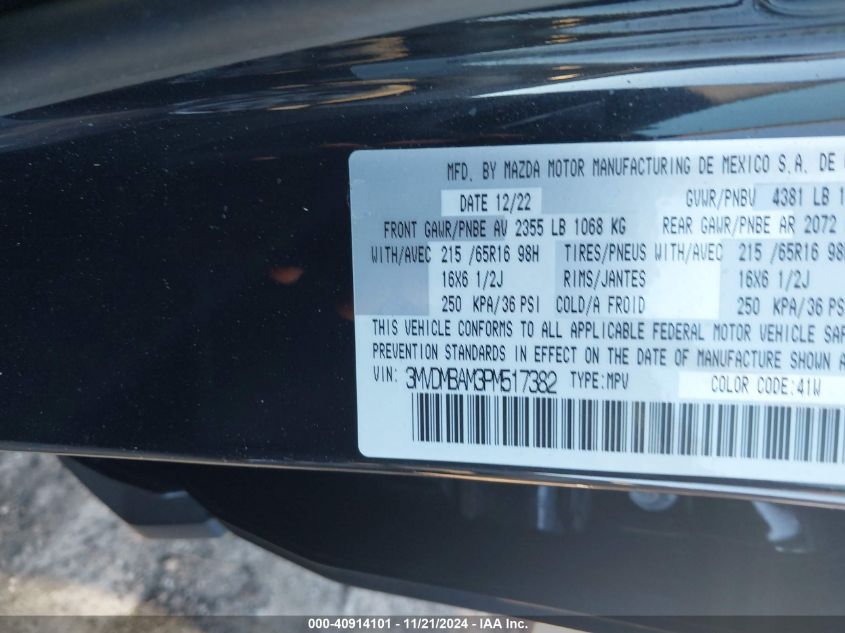 MFD. BY MAZDA MOTOR MANUFACTURING DE MEXICO S.A. DE
DATE 12/22 GVWR/PNBV 4381 LB 1
FRONT GAWR/PNBE AV 2355 LB 1068 KG REAR GAWR/PNBE AR 2072
WITH/AVEC 215 /65R16 98H TIRES/PNEUS WITH/AVEC 215 /65R16 98
16X6 1/2J RIMS/JANTES 16X6 1/2J
250 KPA/36 PSI COLD/A FROID 250 KPA/36 PSI
THIS VEHICLE CONFORMS TO ALL APPLICABLE FEDERAL MOTOR VEHICLE SAF
PREVENTION STANDARDS IN EFFECT ON THE DATE OF MANUFACTURE SHOWN A
VIN: 3MVDMBAM3PM517382 TYPE:MPV COLOR CODE:41W
000-40914101 - 11/21/2024 - IAA Inc.